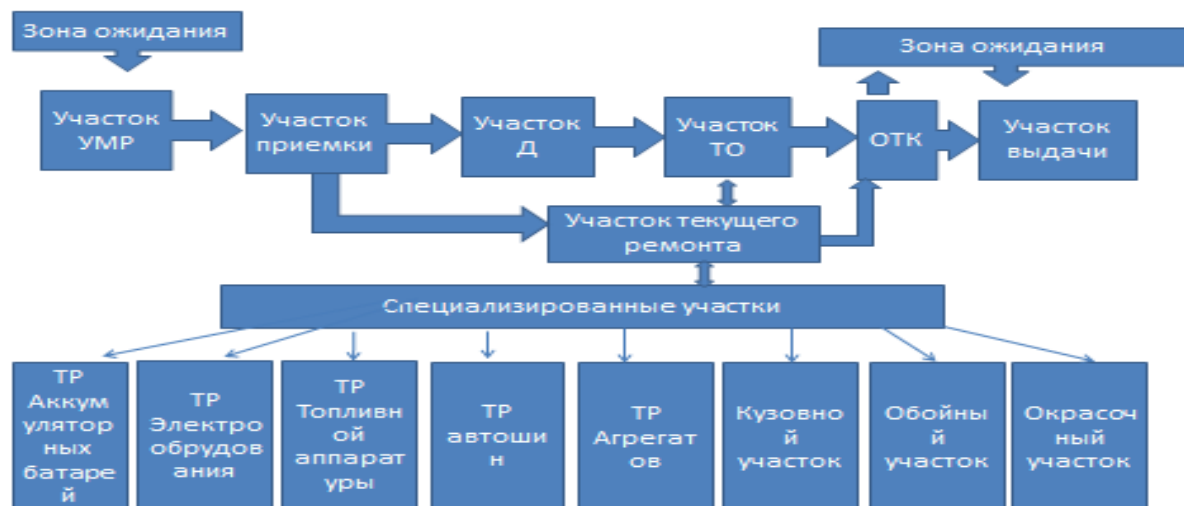 Зона ожидания
Зона ожидания
Участок
УМР
Участок
приемки
Участок
Д
Участок
ТО
ОТК
Участок
выдачи
Участок текущего
ремонта
Специализированные участки
ТР
Аккум
улятор
ных
батаре
й
ТР
Электро
обрудов
ания
ТР
Топливн
ой
аппарат
уры
ТР
автоши
н
ТР
Агрегат
ов
Кузовно
й
участок
Обойны
й
участок
Окрасоч
ный
участок